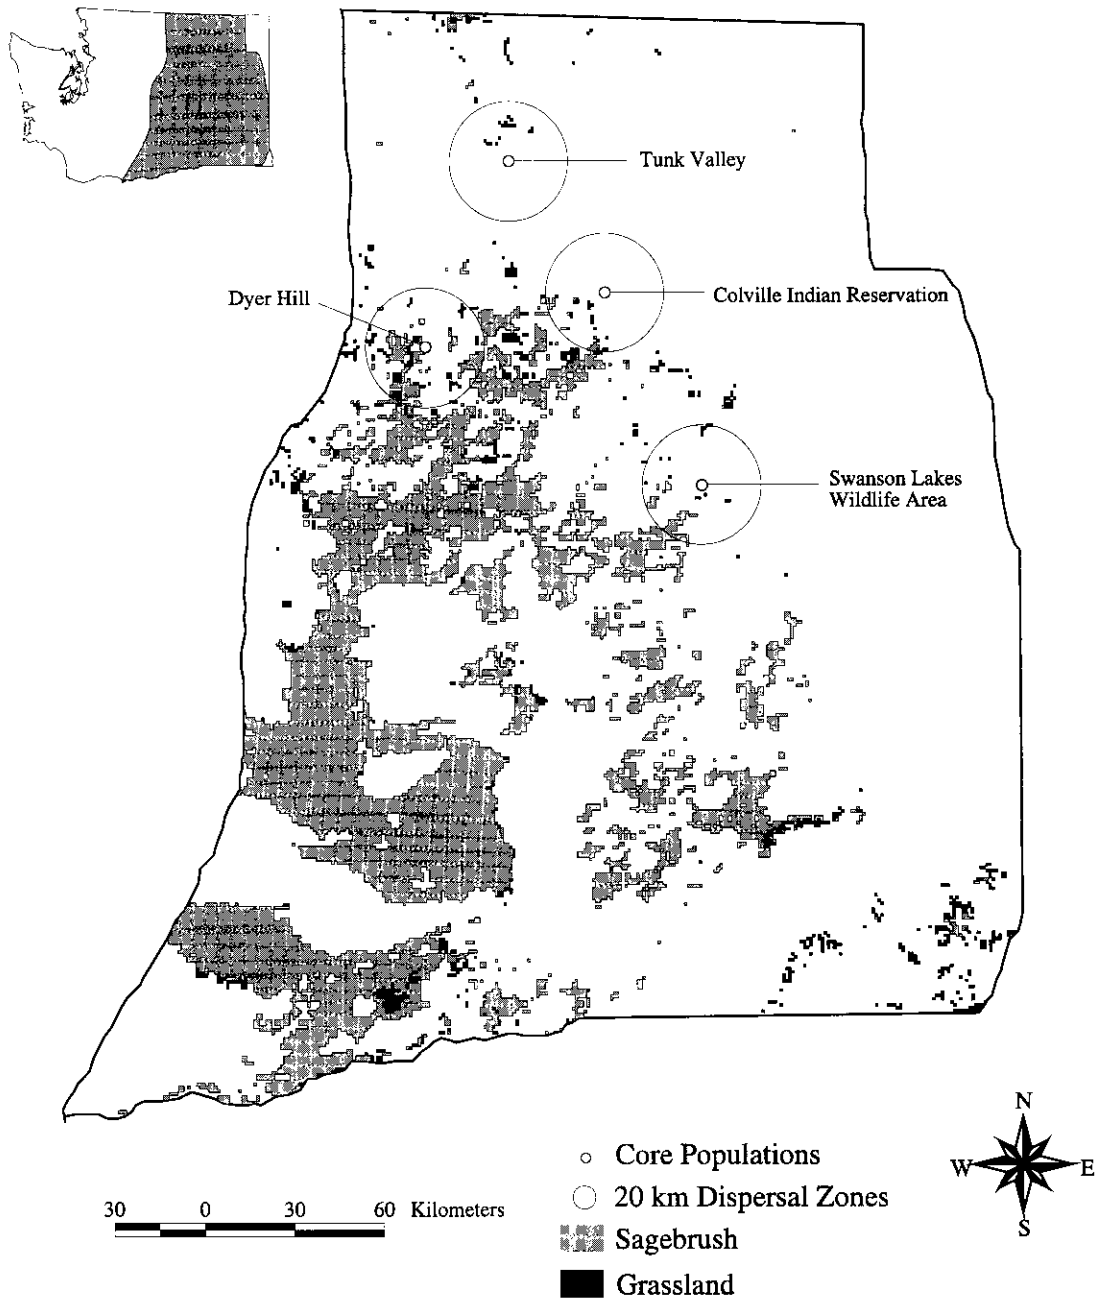 Tunk Valley
Colville Indian Reservation
Dyer Hill
Swanson Lakes
Wildlife Area
Core Populations
20 km Dispersal Zones
Sagebrush
Grassland
30 0 30 60 Kilometers
N
W E
S